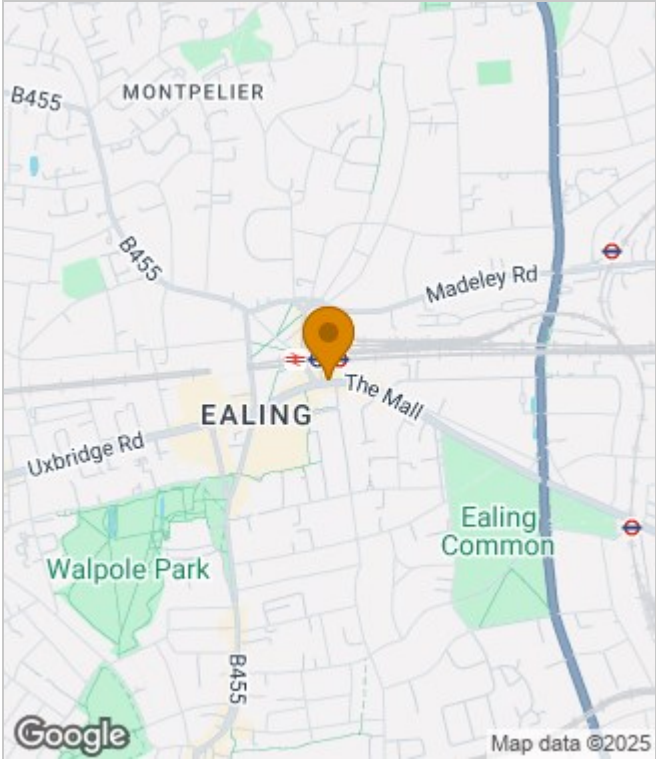 MONTPELIER
B455
B455
Madeley Rd
The Mall
EALING
Uxbridge Rd
Ealing
Common
Walpole Park
B455
Google
Map data ©2025